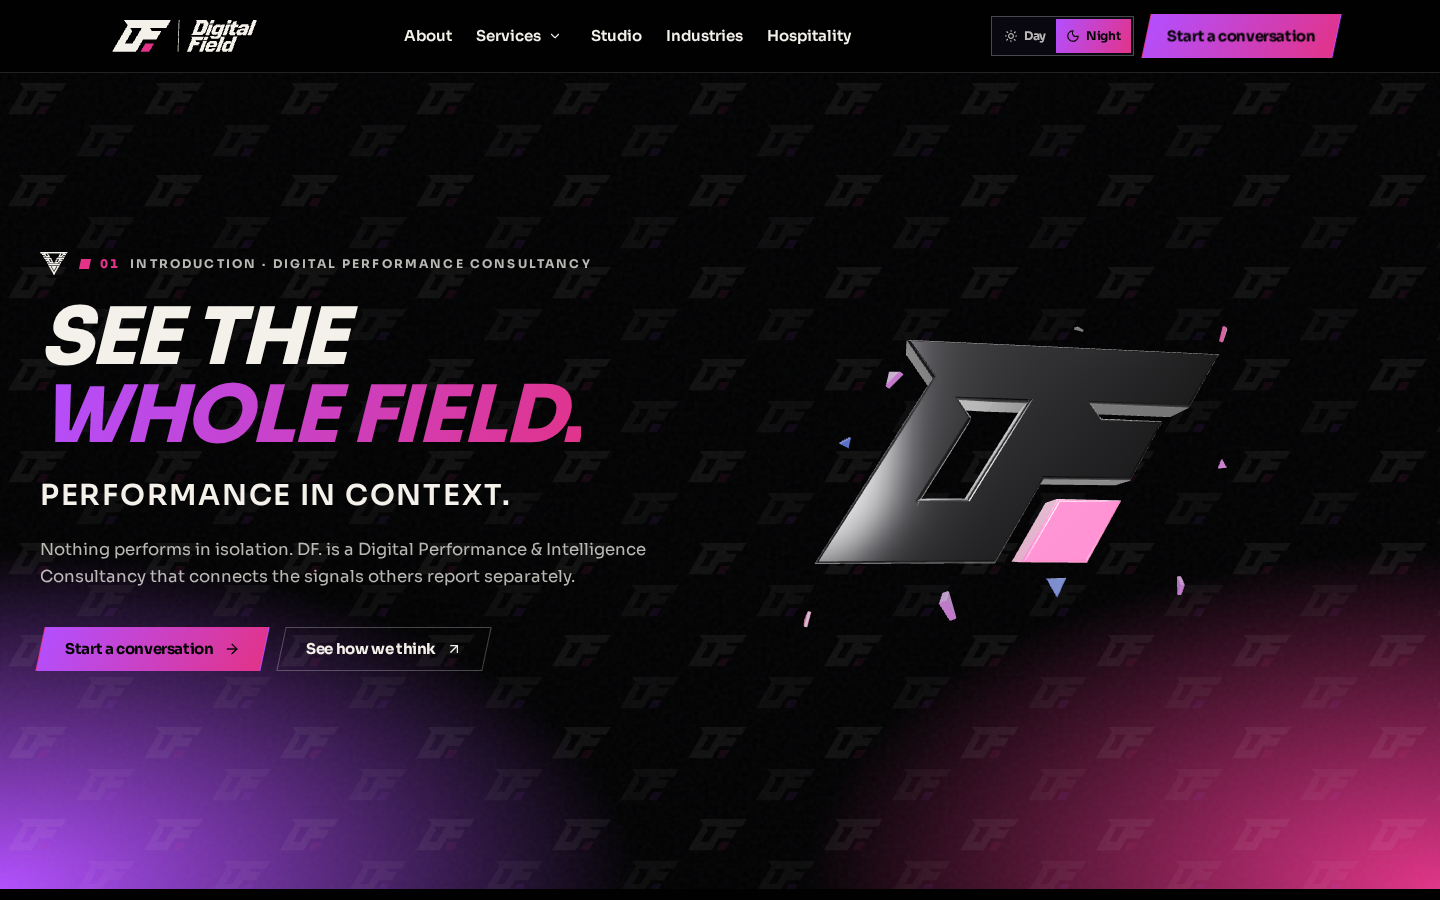 DF. Digital Field
About
Services
Studio
Industries
Hospitality
Day
Night
Start a conversation
01 INTRODUCTION · DIGITAL PERFORMANCE CONSULTANCY
SEE THE
WHOLE FIELD.
PERFORMANCE IN CONTEXT.
Nothing performs in isolation. DF. is a Digital Performance & Intelligence
Consultancy that connects the signals others report separately.
Start a conversation
See how we think
DF.